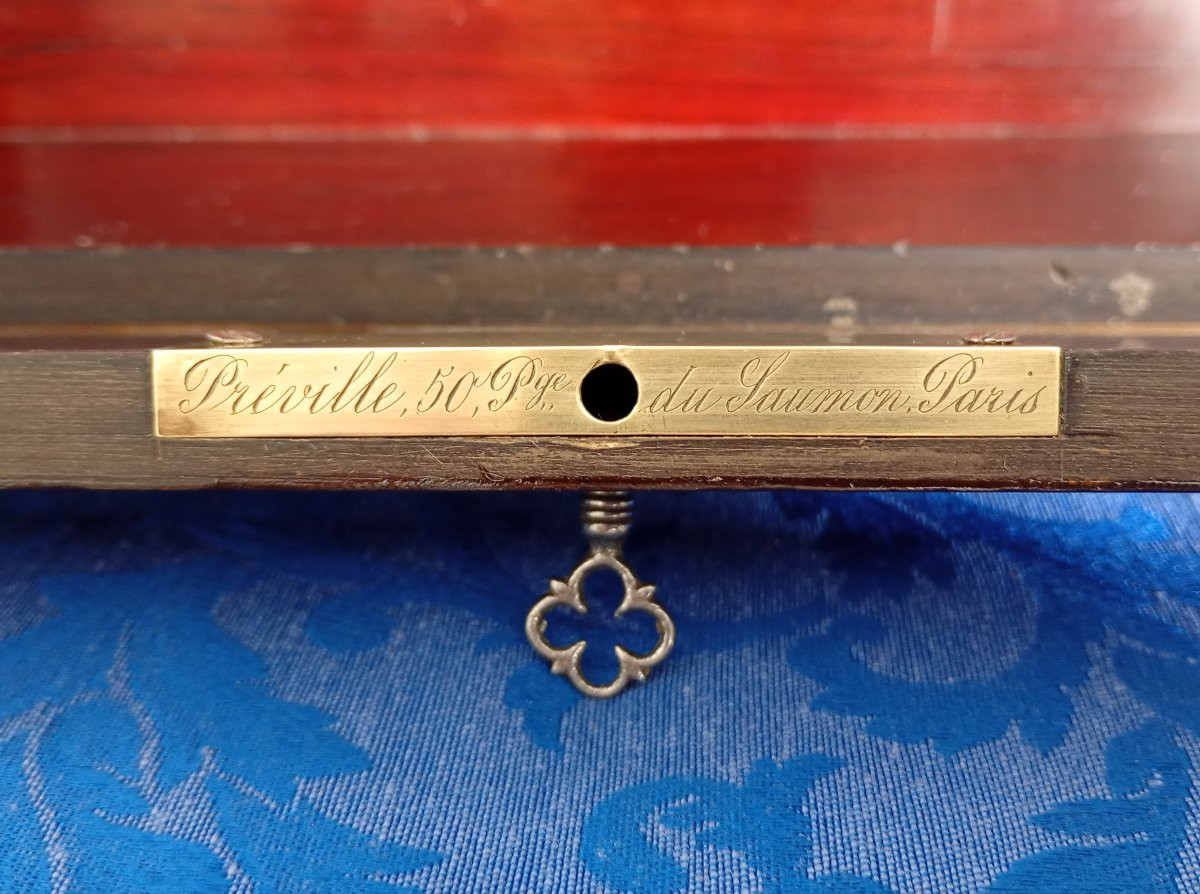 Préville, 50, Pge du Saumon. Paris